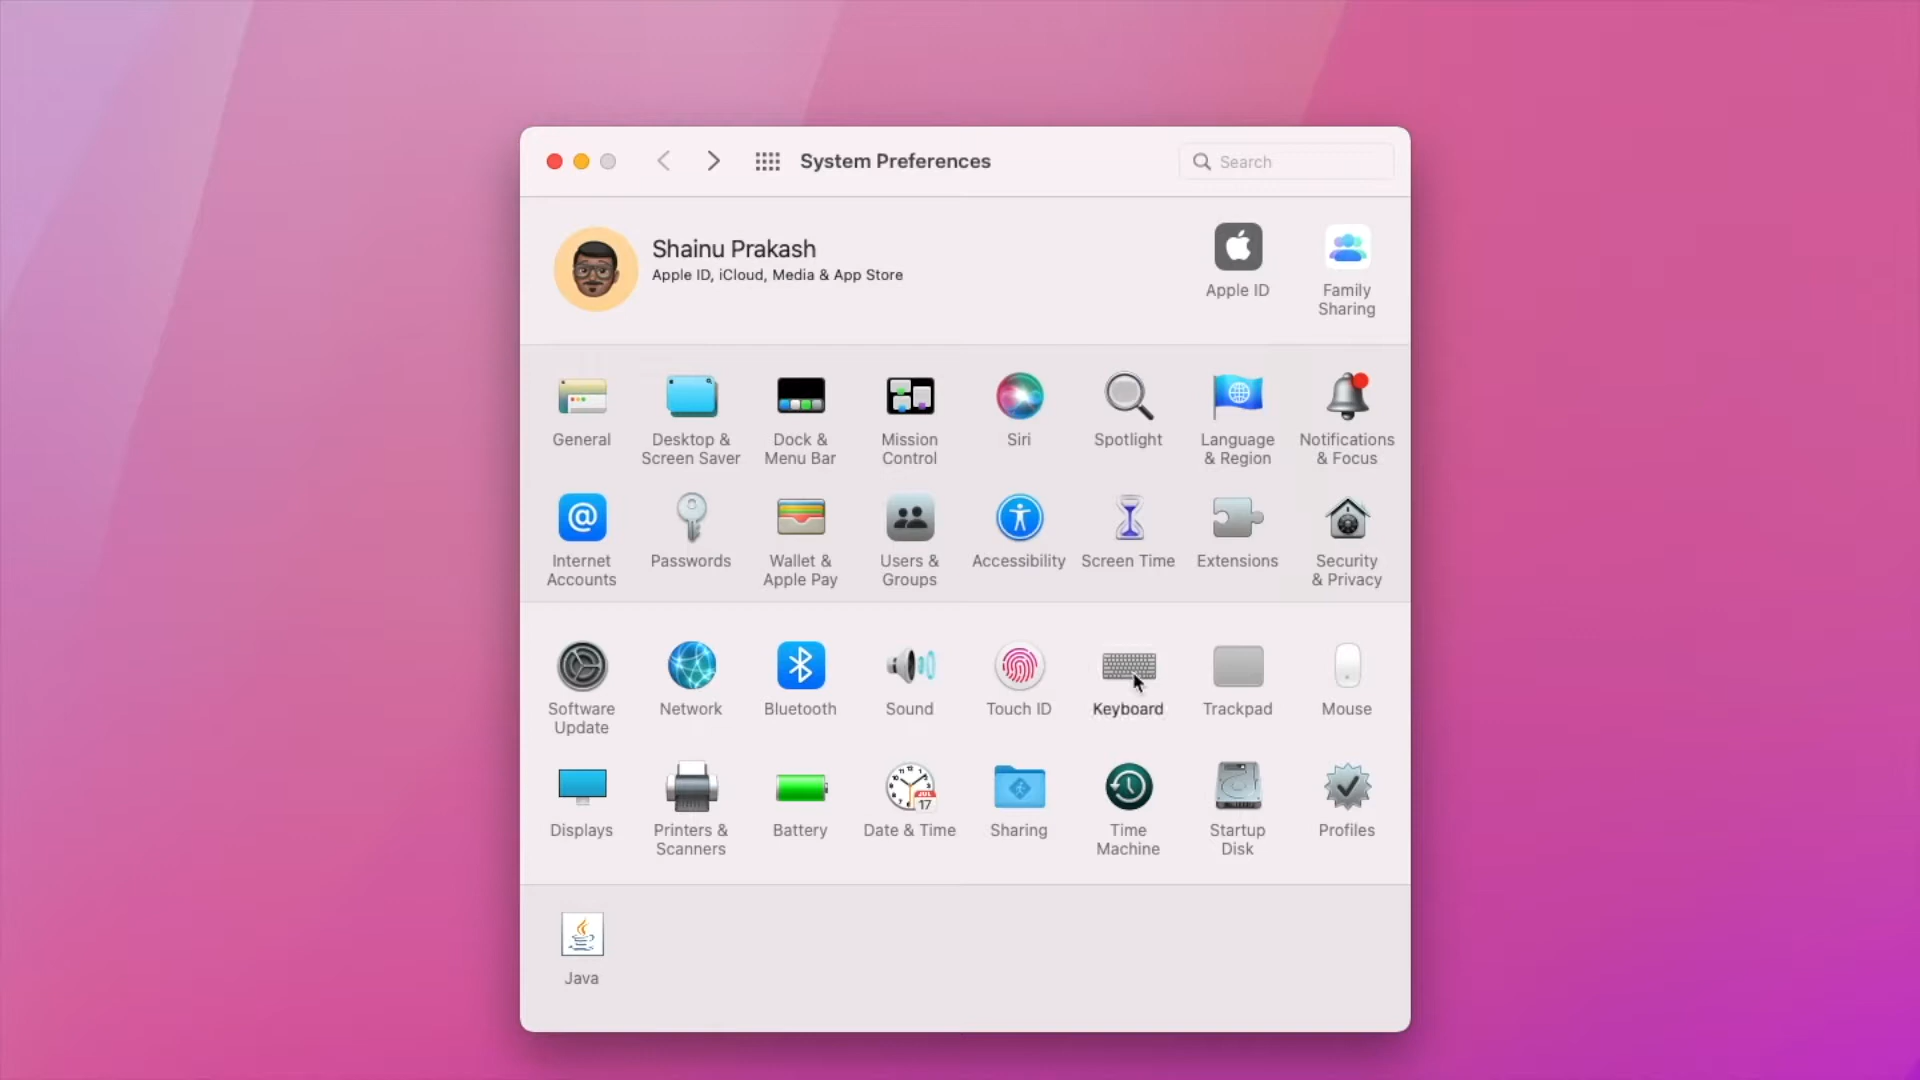 System Preferences
Search
Shainu Prakash
Apple ID, iCloud, Media & App Store
Apple ID
Family
Sharing
General
Desktop &
Screen Saver
Dock &
Menu Bar
Mission
Control
Siri
Spotlight
Language
& Region
Notifications
& Focus
Internet
Accounts
Passwords
Wallet &
Apple Pay
Users &
Groups
Accessibility
Screen Time
Extensions
Security
& Privacy
Software
Update
Network
Bluetooth
Sound
Touch ID
Keyboard
Trackpad
Mouse
Displays
Printers &
Scanners
Battery
JUL
17
Date & Time
Sharing
Time
Machine
Startup
Disk
Profiles
Java